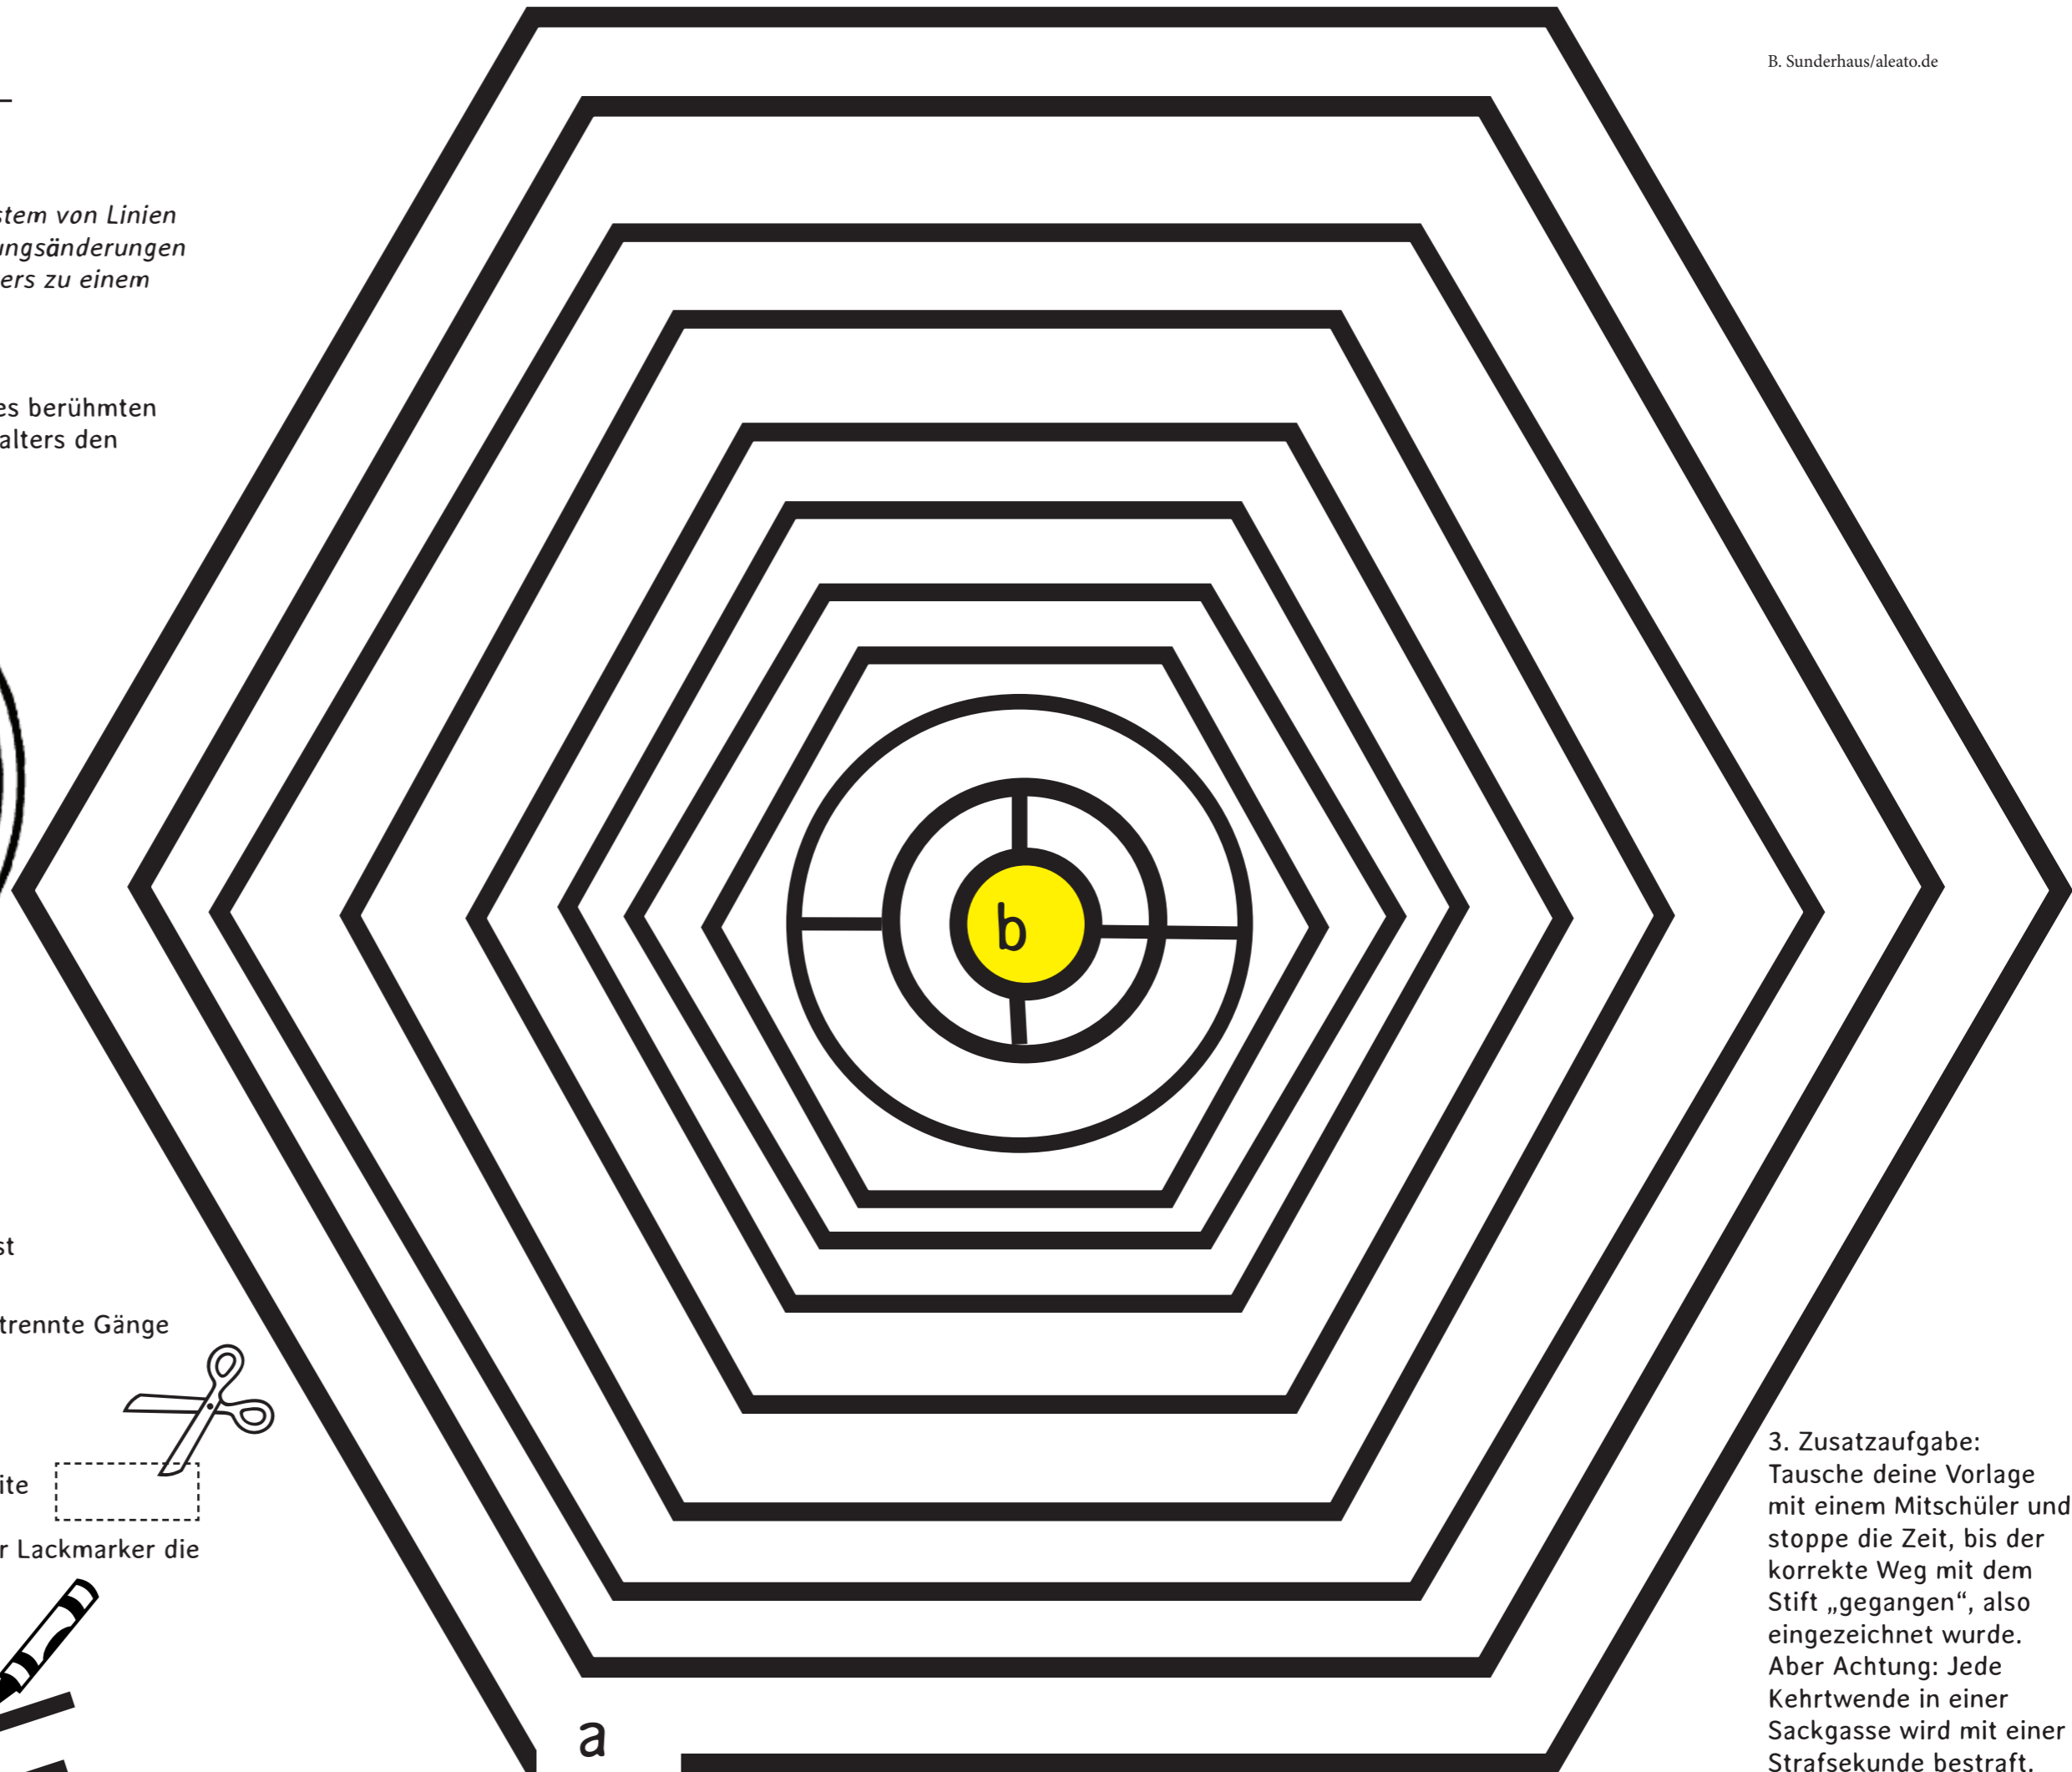 B. Sunderhaus/aleato.de
stem von Linien
ungsänderungen
ers zu einem
es berühmten
alters den
b
st
trennte Gänge
ite
r Lackmarker die
a
3. Zusatzaufgabe:
Tausche deine Vorlage
mit einem Mitschüler und
stoppe die Zeit, bis der
korrekte Weg mit dem
Stift „gegangen“, also
eingezeichnet wurde.
Aber Achtung: Jede
Kehrtwende in einer
Sackgasse wird mit einer
Strafsekunde bestraft.